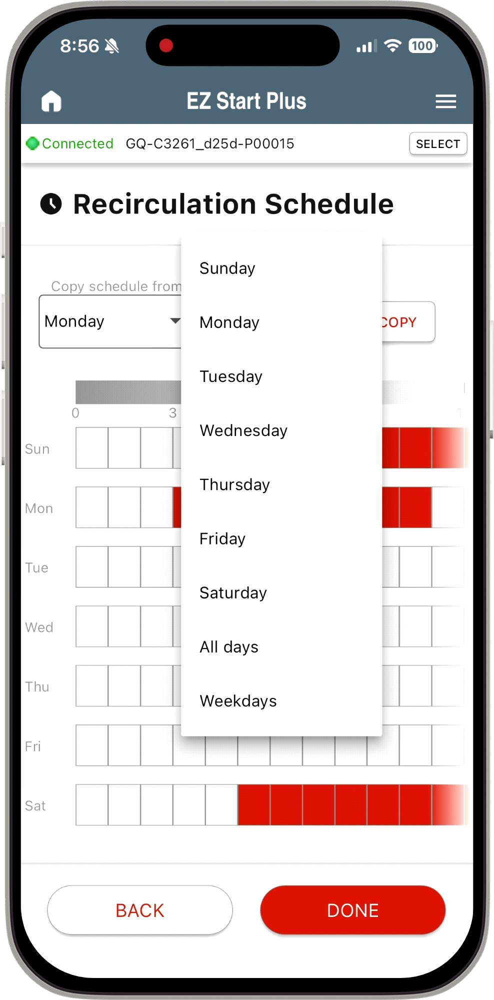 8:56
100
EZ Start Plus
Connected GQ-C3261_d25d-P00015 SELECT
Recirculation Schedule
Copy schedule from
Monday
COPY
Sunday
Monday
Tuesday
Wednesday
Thursday
Friday
Saturday
All days
Weekdays
0 3
Sun
Mon
Tue
Wed
Thu
Fri
Sat
BACK DONE